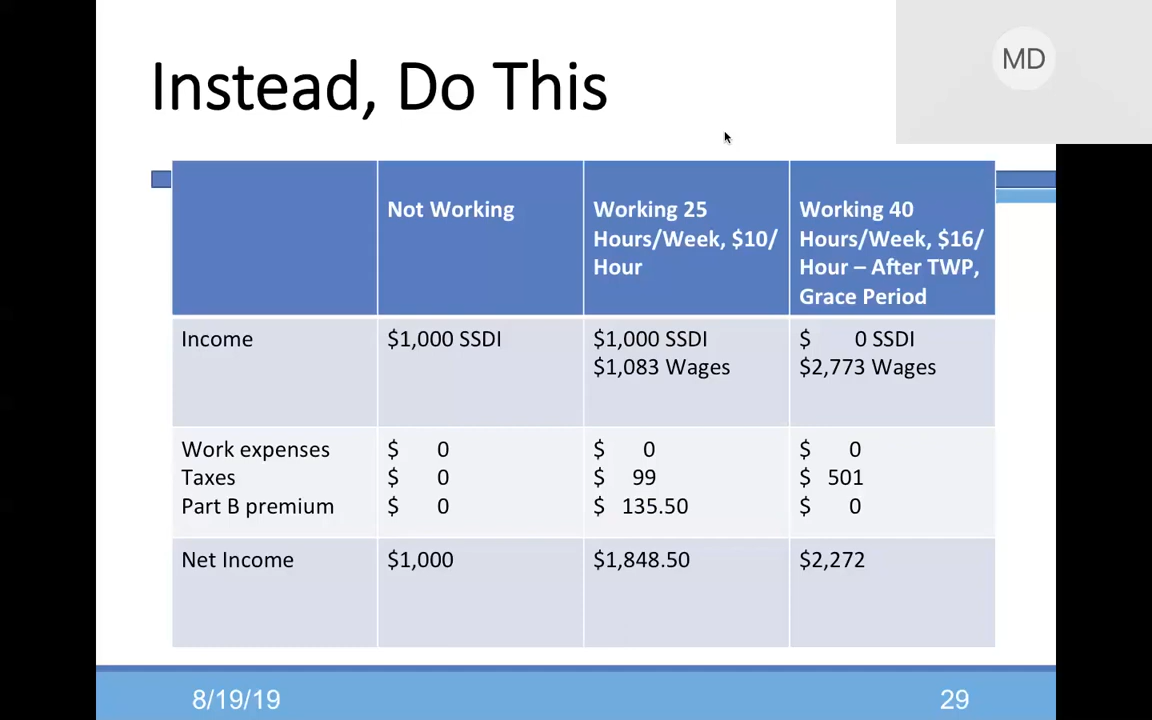 MD
Instead, Do This
Not Working
Working 25
Hours/Week, $10/
Hour
Working 40
Hours/Week, $16/
Hour – After TWP,
Grace Period
Income
$1,000 SSDI
$1,000 SSDI
$1,083 Wages
$ 0 SSDI
$2,773 Wages
Work expenses
Taxes
Part B premium
$ 0
$ 0
$ 0
$ 0
$ 99
$ 135.50
$ 0
$ 501
$ 0
Net Income
$1,000
$1,848.50
$2,272
8/19/19
29